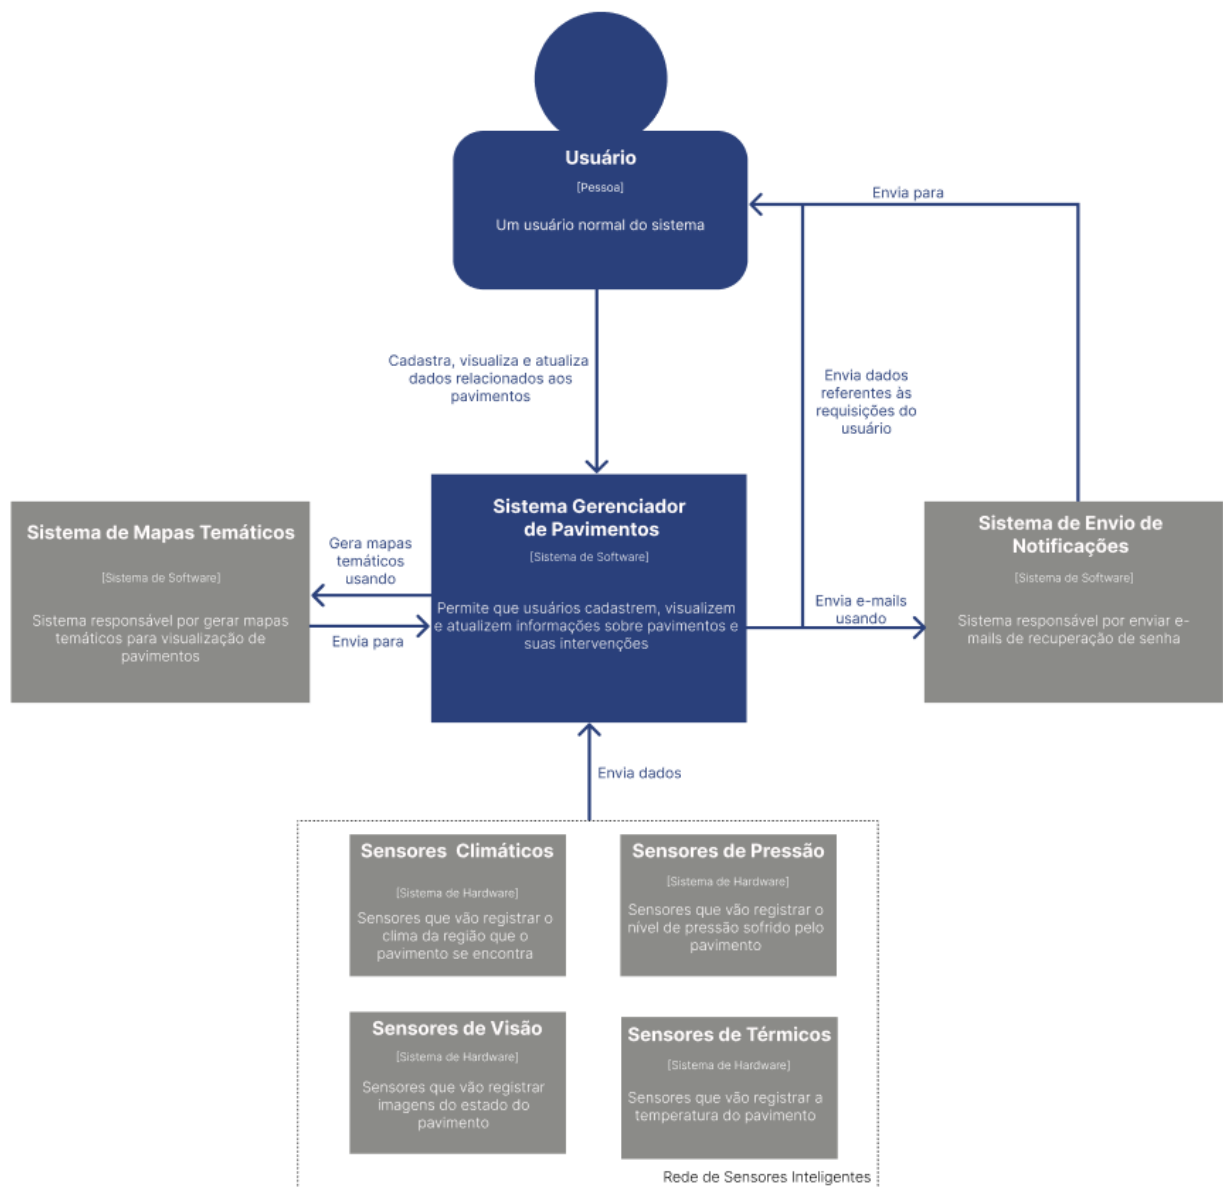 Usuário
[Pessoa]
Um usuário normal do sistema
Envia para
Cadastra, visualiza e atualiza
dados relacionados aos
pavimentos
Envia dados
referentes às
requisições do
usuário
Sistema de Mapas Temáticos
[Sistema de Software]
Sistema responsável por gerar mapas
temáticos para visualização de
pavimentos
Gera mapas
temáticos
usando
Envia para
Sistema Gerenciador
de Pavimentos
[Sistema de Software]
Permite que usuários cadastrem, visualizem
e atualizem informações sobre pavimentos e
suas intervenções
Envia e-mails
usando
Sistema de Envio de
Notificações
[Sistema de Software]
Sistema responsável por enviar e-
mails de recuperação de senha
Envia dados
Sensores Climáticos
[Sistema de Hardware]
Sensores que vão registrar o
clima da região que o
pavimento se encontra
Sensores de Pressão
[Sistema de Hardware]
Sensores que vão registrar o
nível de pressão sofrido pelo
pavimento
Sensores de Visão
[Sistema de Hardware]
Sensores que vão registrar
imagens do estado do
pavimento
Sensores de Térmicos
[Sistema de Hardware]
Sensores que vão registrar a
temperatura do pavimento
Rede de Sensores Inteligentes